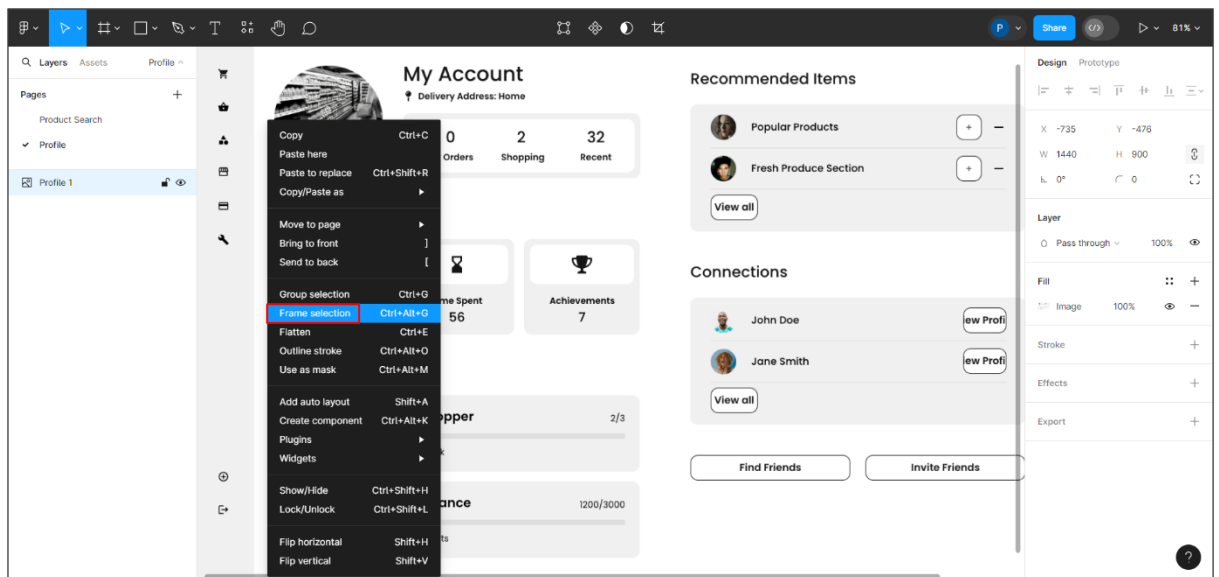 P Share </> 81%
Layers Assets Profile
Pages
Product Search
Profile
Profile 1
My Account
Delivery Address: Home
0 2 32
Orders Shopping Recent
Copy Ctrl+C
Paste here
Paste to replace Ctrl+Shift+R
Copy/Paste as
Move to page
Bring to front ]
Send to back [
Group selection Ctrl+G
Frame selection Ctrl+Alt+G
Flatten Ctrl+E
Outline stroke Ctrl+Alt+O
Use as mask Ctrl+Alt+M
Add auto layout Shift+A
Create component Ctrl+Alt+K
Plugins
Widgets
Show/Hide Ctrl+Shift+H
Lock/Unlock Ctrl+Shift+L
Flip horizontal Shift+H
Flip vertical Shift+V
me Spent
56
Achievements
7
opper 2/3
k
ance 1200/3000
ts
Recommended Items
Popular Products +
Fresh Produce Section +
View all
Connections
John Doe ew Profi
Jane Smith ew Profi
View all
Find Friends Invite Friends
Design Prototype
X -735 Y -476
W 1440 H 900
0° 0
Layer
Pass through 100%
Fill
Image 100%
Stroke
Effects
Export
?